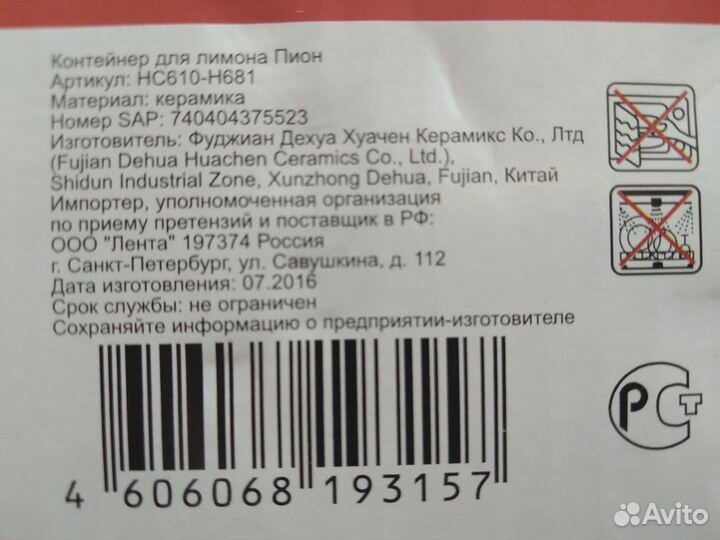 Контейнер для лимона Пион
Артикул: HC610-H681
Материал: керамика
Номер SAP: 740404375523
Изготовитель: Фуджиан Дехуа Хуачен Керамикс Ко., Лтд
(Fujian Dehua Huachen Ceramics Co., Ltd.),
Shidun Industrial Zone, Xunzhong Dehua, Fujian, Китай
Импортер, уполномоченная организация
по приему претензий и поставщик в РФ:
ООО "Лента" 197374 Россия
г. Санкт-Петербург, ул. Савушкина, д. 112
Дата изготовления: 07.2016
Срок службы: не ограничен
Сохраняйте информацию о предприятии-изготовителе
4 606068 193157
РСТ
Avito